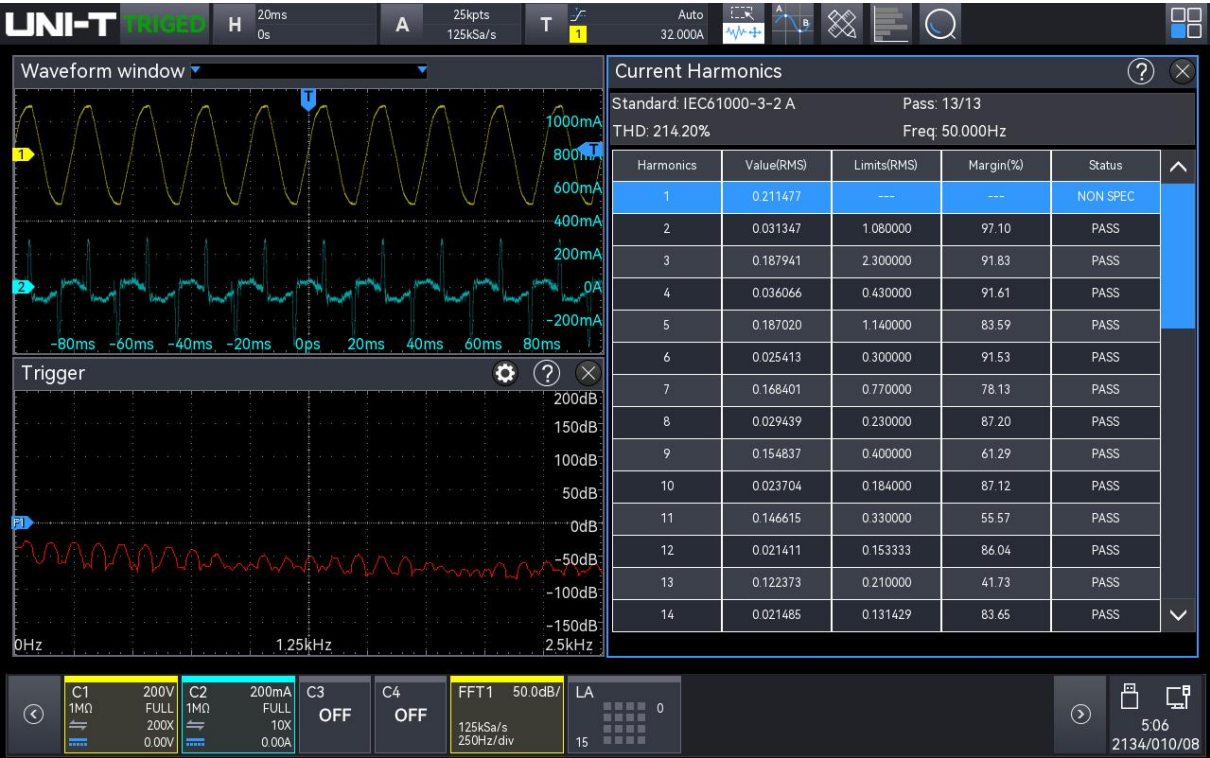 UNI-T TRIGED H 20ms 0s A 25kpts 125kSa/s T 1 Auto 32.000A A B
Waveform window
T
1000mA
1
800mA T
600mA
400mA
200mA
2
0A
-200mA
-80ms -60ms -40ms -20ms 0ps 20ms 40ms 60ms 80ms
Trigger ?
200dB
150dB
100dB
50dB
F1
0dB
-50dB
-100dB
-150dB
0Hz 1.25kHz 2.5kHz
Current Harmonics ?
Standard: IEC61000-3-2 A Pass: 13/13
THD: 214.20% Freq: 50.000Hz
Harmonics Value(RMS) Limits(RMS) Margin(%) Status
1 0.211477 --- --- NON SPEC
2 0.031347 1.080000 97.10 PASS
3 0.187941 2.300000 91.83 PASS
4 0.036066 0.430000 91.61 PASS
5 0.187020 1.140000 83.59 PASS
6 0.025413 0.300000 91.53 PASS
7 0.168401 0.770000 78.13 PASS
8 0.029439 0.230000 87.20 PASS
9 0.154837 0.400000 61.29 PASS
10 0.023704 0.184000 87.12 PASS
11 0.146615 0.330000 55.57 PASS
12 0.021411 0.153333 86.04 PASS
13 0.122373 0.210000 41.73 PASS
14 0.021485 0.131429 83.65 PASS
C1 200V
1MΩ FULL
200X
0.00V
C2 200mA
1MΩ FULL
10X
0.00A
C3
OFF
C4
OFF
FFT1 50.0dB/
125kSa/s
250Hz/div
LA
0
15
5:06
2134/010/08